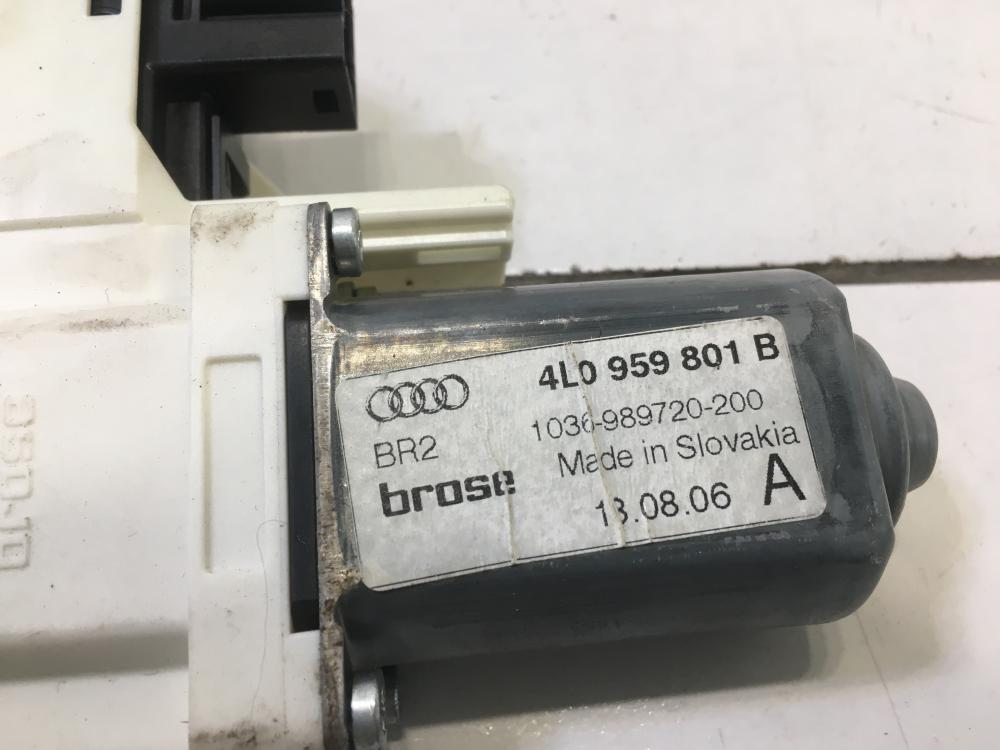 4L0 959 801 B
1036-989720-200
BR2
Made in Slovakia
brose
13.08.06
A